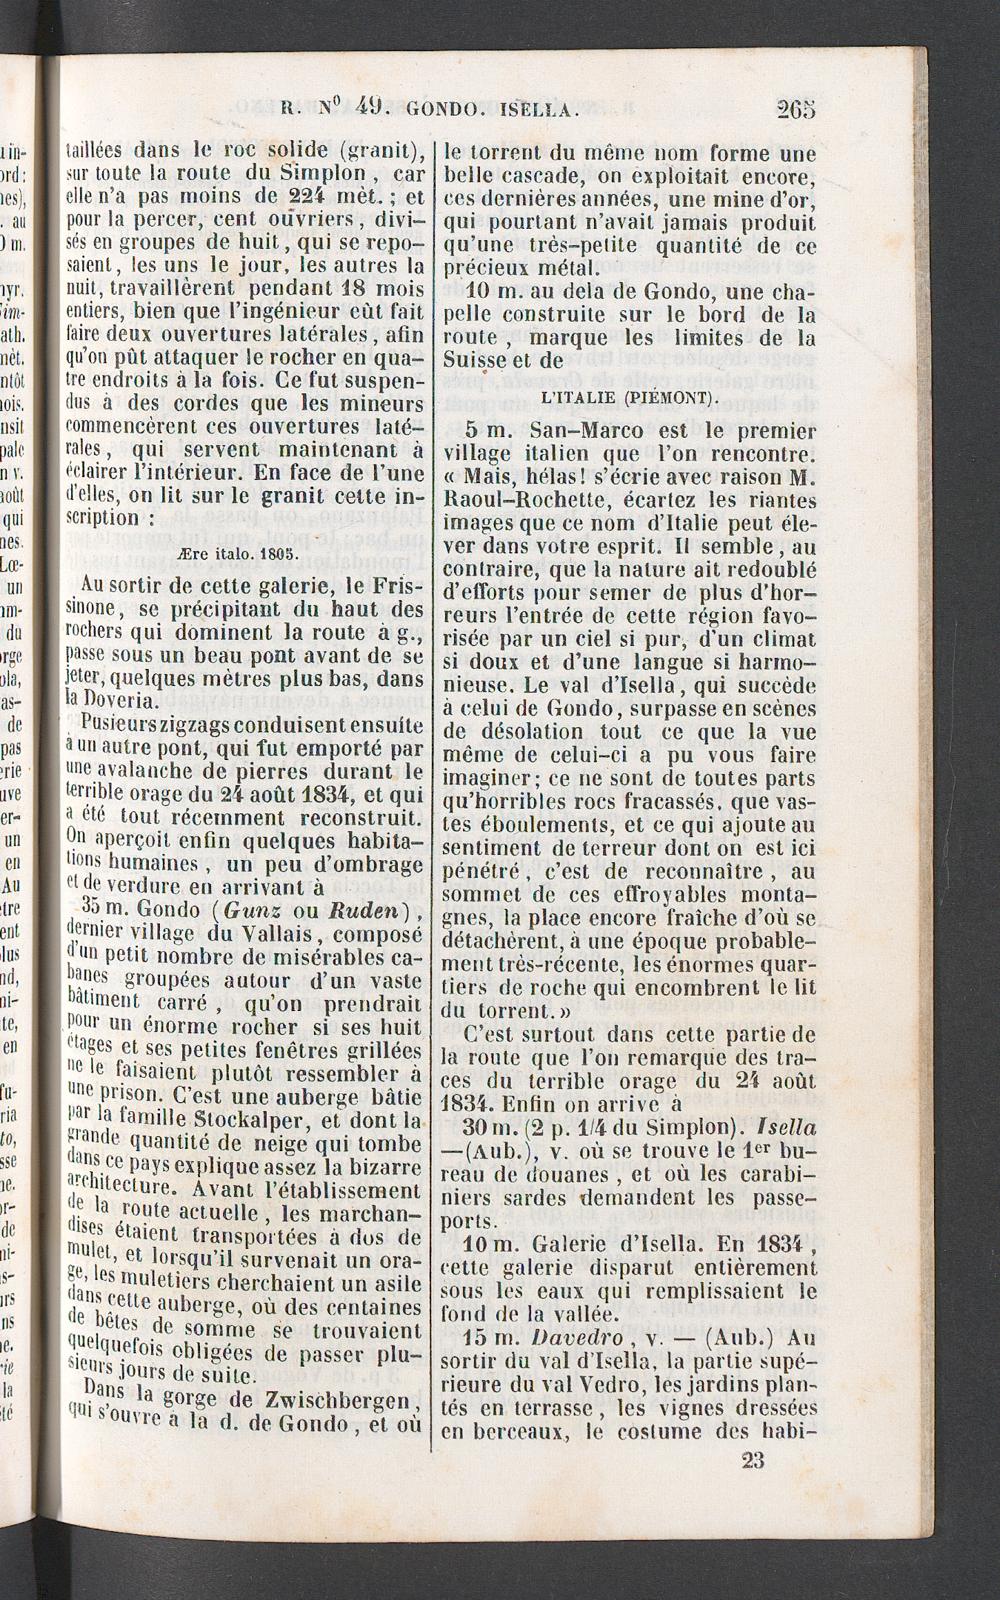 R. Nº 49. GONDO. ISELLA.
265
taillées dans le roc solide (granit),
sur toute la route du Simplon, car
elle n'a pas moins de 224 mèt.; et
pour la percer, cent ouvriers, divi-
sés en groupes de huit, qui se repo-
saient, les uns le jour, les autres la
nuit, travaillèrent pendant 18 mois
entiers, bien que l'ingénieur eût fait
faire deux ouvertures latérales, afin
qu'on pût attaquer le rocher en qua-
tre endroits à la fois. Ce fut suspen-
dus à des cordes que les mineurs
commencèrent ces ouvertures laté-
rales, qui servent maintenant à
éclairer l'intérieur. En face de l'une
d'elles, on lit sur le granit cette in-
scription :
Ære italo. 1805.
Au sortir de cette galerie, le Fris-
sinone, se précipitant du haut des
rochers qui dominent la route à g.,
passe sous un beau pont avant de se
jeter, quelques mètres plus bas, dans
la Doveria.
Pusieurs zigzags conduisent ensuite
à un autre pont, qui fut emporté par
une avalanche de pierres durant le
terrible orage du 24 août 1834, et qui
a été tout récemment reconstruit.
On aperçoit enfin quelques habita-
tions humaines, un peu d'ombrage
et de verdure en arrivant à
35 m. Gondo (Gunz ou Ruden),
dernier village du Vallais, composé
d'un petit nombre de misérables ca-
banes groupées autour d'un vaste
bâtiment carré, qu'on prendrait
pour un énorme rocher si ses huit
étages et ses petites fenêtres grillées
ne le faisaient plutôt ressembler à
une prison. C'est une auberge bâtie
par la famille Stockalper, et dont la
grande quantité de neige qui tombe
dans ce pays explique assez la bizarre
architecture. Avant l'établissement
de la route actuelle, les marchan-
dises étaient transportées à dos de
mulet, et lorsqu'il survenait un ora-
ge, les muletiers cherchaient un asile
dans cette auberge, où des centaines
de bêtes de somme se trouvaient
quelquefois obligées de passer plu-
sieurs jours de suite.
Dans la gorge de Zwischbergen,
qui s'ouvre à la d. de Gondo, et où
le torrent du même nom forme une
belle cascade, on exploitait encore,
ces dernières années, une mine d'or,
qui pourtant n'avait jamais produit
qu'une très-petite quantité de ce
précieux métal.
10 m. au dela de Gondo, une cha-
pelle construite sur le bord de la
route, marque les limites de la
Suisse et de
L'ITALIE (PIÉMONT).
5 m. San-Marco est le premier
village italien que l'on rencontre.
« Mais, hélas! s'écrie avec raison M.
Raoul-Rochette, écartez les riantes
images que ce nom d'Italie peut éle-
ver dans votre esprit. Il semble, au
contraire, que la nature ait redoublé
d'efforts pour semer de plus d'hor-
reurs l'entrée de cette région favo-
risée par un ciel si pur, d'un climat
si doux et d'une langue si harmo-
nieuse. Le val d'Isella, qui succède
à celui de Gondo, surpasse en scènes
de désolation tout ce que la vue
même de celui-ci a pu vous faire
imaginer; ce ne sont de toutes parts
qu'horribles rocs fracassés, que vas-
tes éboulements, et ce qui ajoute au
sentiment de terreur dont on est ici
pénétré, c'est de reconnaître, au
sommet de ces effroyables monta-
gnes, la place encore fraîche d'où se
détachèrent, à une époque probable-
ment très-récente, les énormes quar-
tiers de roche qui encombrent le lit
du torrent.»
C'est surtout dans cette partie de
la route que l'on remarque des tra-
ces du terrible orage du 24 août
1834. Enfin on arrive à
30 m. (2 p. 1/4 du Simplon). Isella
—(Aub.), v. où se trouve le 1er bu-
reau de douanes, et où les carabi-
niers sardes demandent les passe-
ports.
10 m. Galerie d'Isella. En 1834,
cette galerie disparut entièrement
sous les eaux qui remplissaient le
fond de la vallée.
15 m. Davedro, v. — (Aub.) Au
sortir du val d'Isella, la partie supé-
rieure du val Vedro, les jardins plan-
tés en terrasse, les vignes dressées
en berceaux, le costume des habi-
23